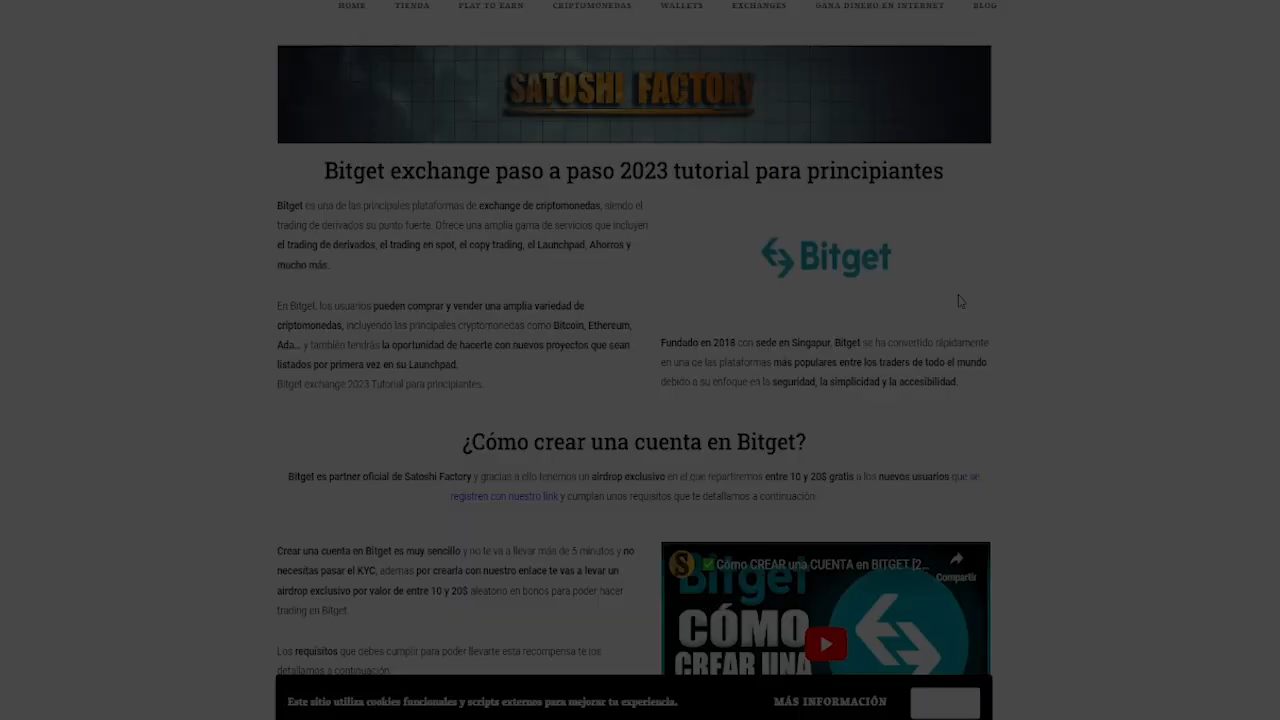 HOME TIENDA PLAY TO EARN CRIPTOMONEDAS WALLETS EXCHANGES GANA DINERO EN INTERNET BLOG
SATOSHI FACTORY
Bitget exchange paso a paso 2023 tutorial para principiantes
Bitget es una de las principales plataformas de exchange de criptomonedas, siendo el
trading de derivados su punto fuerte. Ofrece una amplia gama de servicios que incluyen
el trading de derivados, el trading en spot, el copy trading, el Launchpad, Ahorros y
mucho más.
En Bitget, los usuarios pueden comprar y vender una amplia variedad de
criptomonedas, incluyendo las principales cryptomonedas como Bitcoin, Ethereum,
Ada... y también tendrás la oportunidad de hacerte con nuevos proyectos que sean
listados por primera vez en su Launchpad.
Bitget exchange 2023 Tutorial para principiantes.
Bitget
Fundado en 2018 con sede en Singapur, Bitget se ha convertido rápidamente
en una de las plataformas más populares entre los traders de todo el mundo
debido a su enfoque en la seguridad, la simplicidad y la accesibilidad.
¿Cómo crear una cuenta en Bitget?
Bitget es partner oficial de Satoshi Factory y gracias a ello tenemos un airdrop exclusivo en el que repartiremos entre 10 y 20$ gratis a los nuevos usuarios que se
registren con nuestro link y cumplan unos requisitos que te detallamos a continuación:
Crear una cuenta en Bitget es muy sencillo y no te va a llevar más de 5 minutos y no
necesitas pasar el KYC, ademas por crearla con nuestro enlace te vas a llevar un
airdrop exclusivo por valor de entre 10 y 20$ aleatorio en bonos para poder hacer
trading en Bitget.
Los requisitos que debes cumplir para poder llevarte esta recompensa te los
detallamos a continuación:
Cómo CREAR una CUENTA en BITGET [2...
Compartir
Bitget
CÓMO
CREAR UNA
Este sitio utiliza cookies funcionales y scripts externos para mejorar tu experiencia.
MÁS INFORMACIÓN